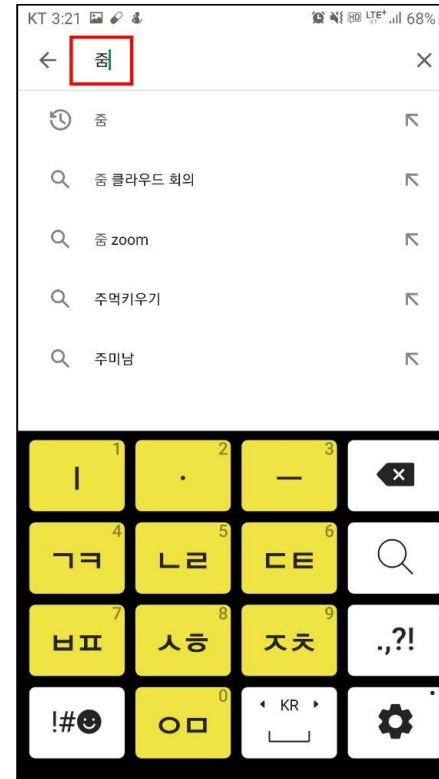 KT 3:21 HD LTE+ 68%
줌
줌
줌 클라우드 회의
줌 zoom
주먹키우기
주미남
1 2 3
ㅣ · ㅡ
4 5 6
ㄱㅋ ㄴㄹ ㄷㅌ
7 8 9
ㅂㅍ ㅅㅎ ㅈㅊ .,?!
0
!# ㅇㅁ KR